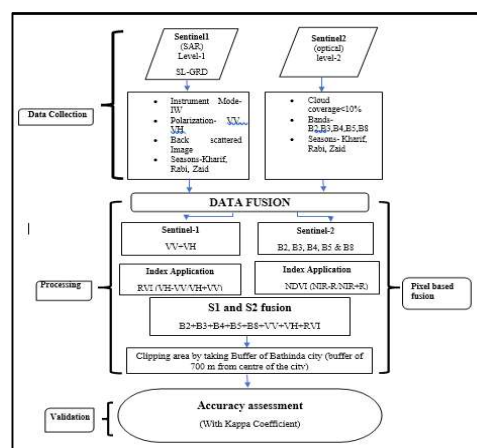 Sentinel1
(SAR)
Level-1
SL-GRD
Sentinel2
(optical)
level-2
Data Collection
• Instrument Mode-
IW
• Polarization- VV,
VH
• Back scattered
Image
• Seasons-Kharif,
Rabi, Zaid
• Cloud
coverage<10%
• Bands-
B2,B3,B4,B5,B8
• Seasons- Kharif,
Rabi, Zaid
DATA FUSION
Sentinel-1
VV+VH
Sentinel-2
B2, B3, B4, B5 & B8
Processing
Index Application
RVI (VH-VV/VH+VV)
Index Application
NDVI (NIR-R/NIR+R)
Pixel based
fusion
S1 and S2 fusion
B2+B3+B4+B5+B8+VV+VH+RVI
Clipping area by taking Buffer of Bathinda city (buffer of
700 m from centre of the city)
Validation
Accuracy assessment
(With Kappa Coefficient)